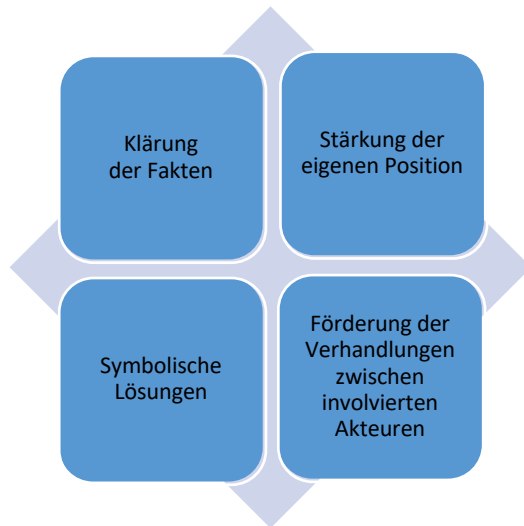 Klärung
der Fakten
Stärkung der
eigenen Position
Symbolische
Lösungen
Förderung der
Verhandlungen
zwischen
involvierten
Akteuren